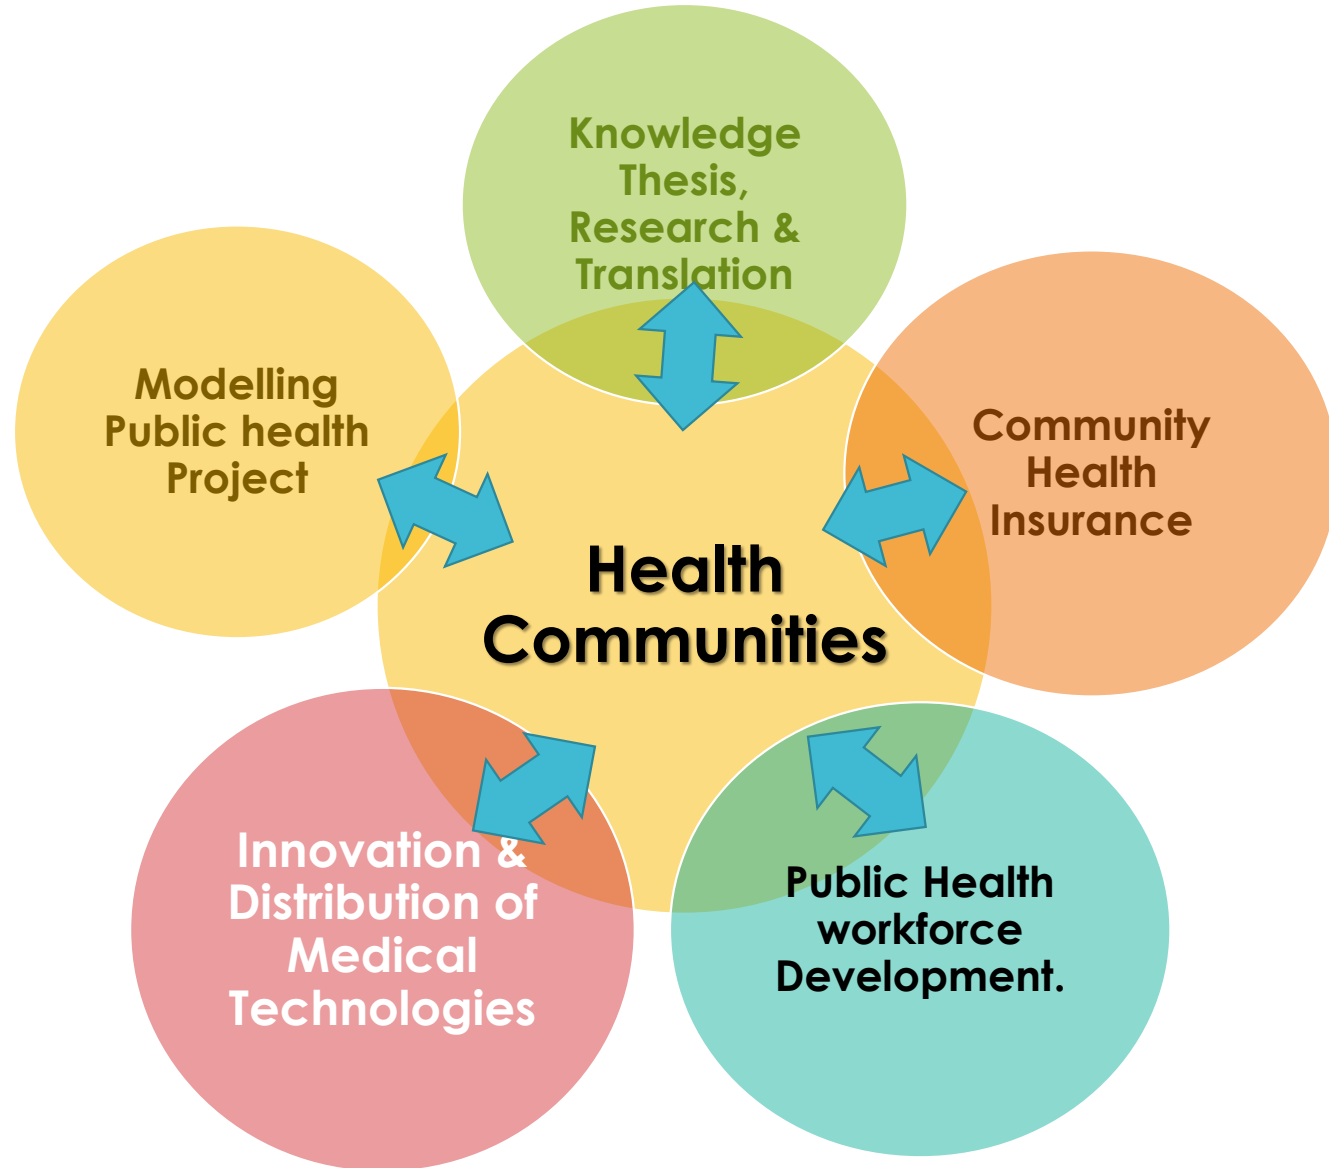 Knowledge
Thesis,
Research &
Translation
Modelling
Public health
Project
Community
Health
Insurance
Health
Communities
Innovation &
Distribution of
Medical
Technologies
Public Health
workforce
Development.